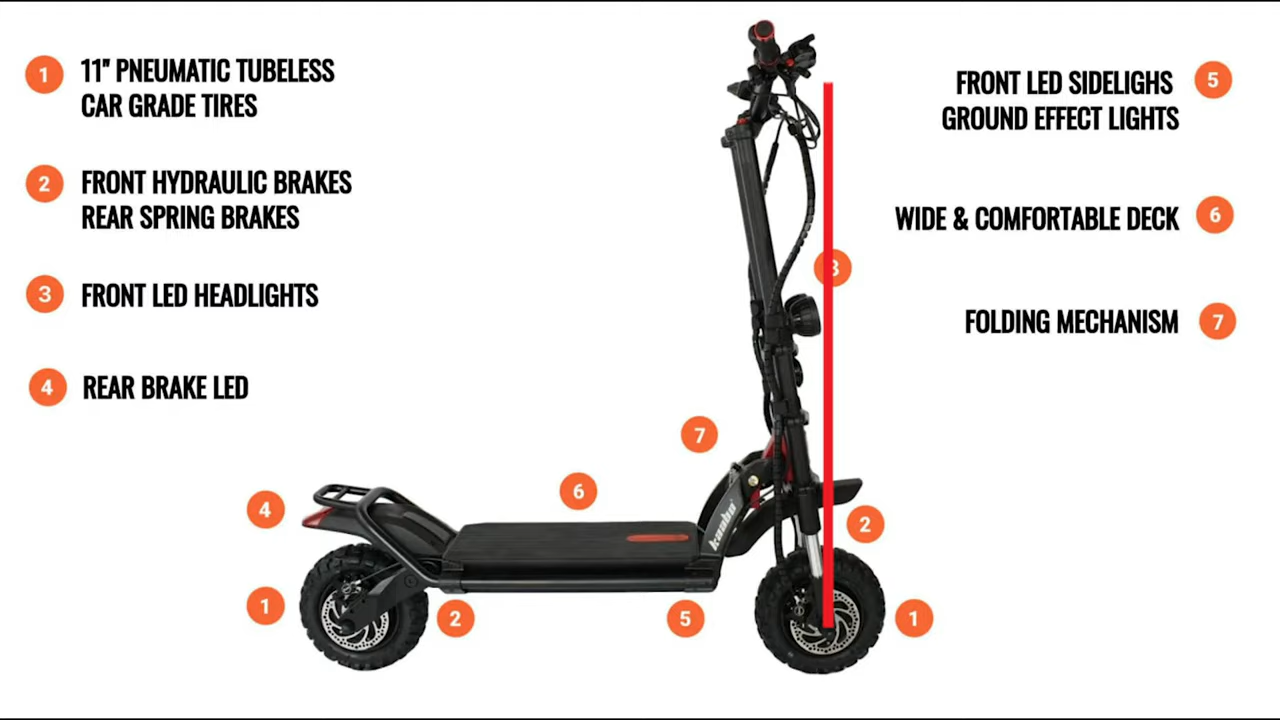 1
11" PNEUMATIC TUBELESS
CAR GRADE TIRES
2
FRONT HYDRAULIC BRAKES
REAR SPRING BRAKES
3
FRONT LED HEADLIGHTS
4
REAR BRAKE LED
FRONT LED SIDELIGHS
5
GROUND EFFECT LIGHTS
WIDE & COMFORTABLE DECK
6
FOLDING MECHANISM
7
3
7
6
4
2
kaabo
1
2
5
1